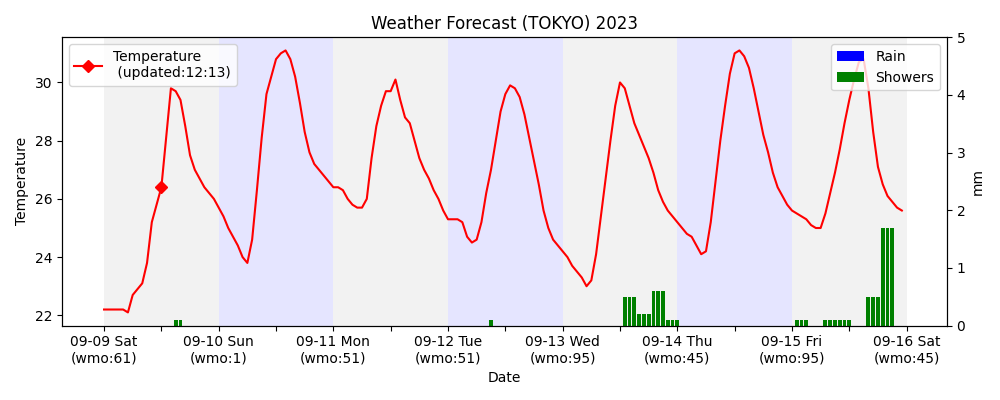 Weather Forecast (TOKYO) 2023
Temperature
(updated:12:13)
Rain
Showers
Temperature
30
28
26
24
22
5
4
3
2
1
0
mm
09-09 Sat
(wmo:61)
09-10 Sun
(wmo:1)
09-11 Mon
(wmo:51)
09-12 Tue
(wmo:51)
09-13 Wed
(wmo:95)
09-14 Thu
(wmo:45)
09-15 Fri
(wmo:95)
09-16 Sat
(wmo:45)
Date